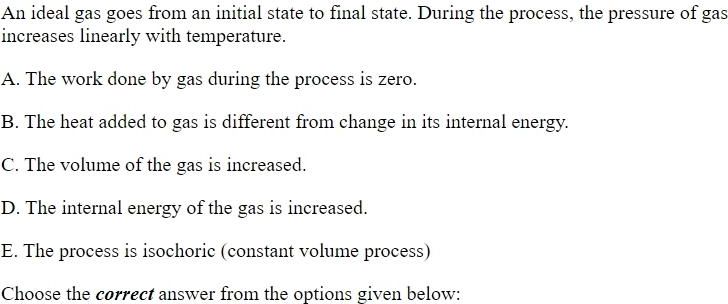 An ideal gas goes from an initial state to final state. During the process, the pressure of gas
increases linearly with temperature.
A. The work done by gas during the process is zero.
B. The heat added to gas is different from change in its internal energy.
C. The volume of the gas is increased.
D. The internal energy of the gas is increased.
E. The process is isochoric (constant volume process)
Choose the correct answer from the options given below: